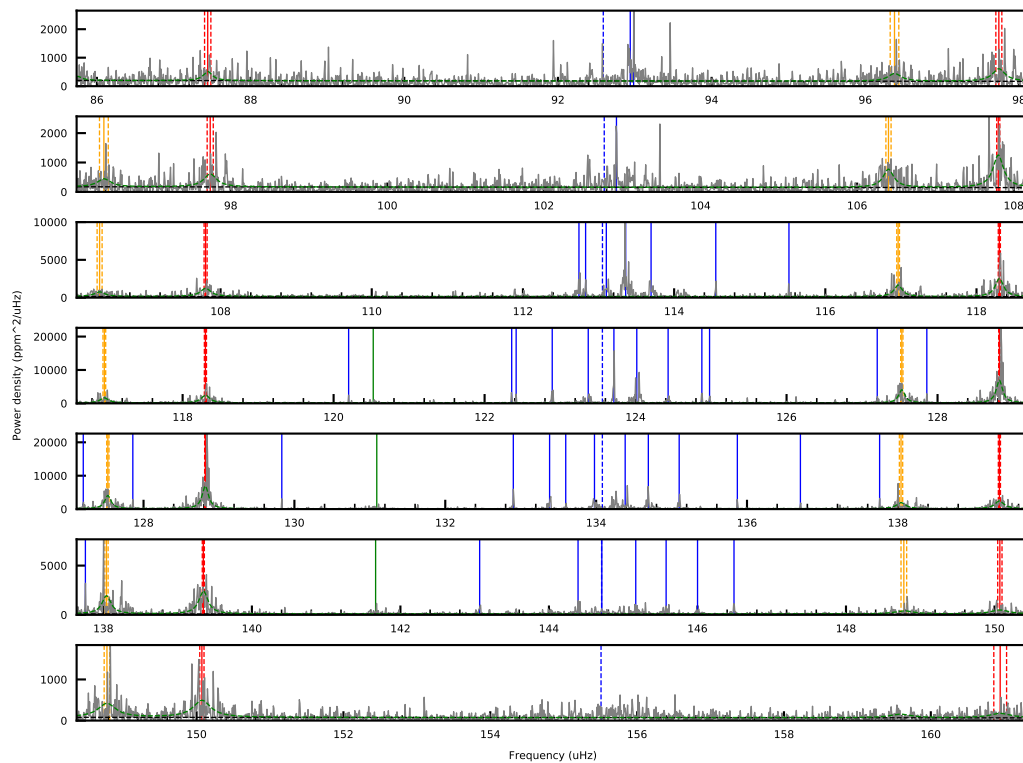 2000
1000
0
86 88 90 92 94 96 98
2000
1000
0
98 100 102 104 106 108
10000
5000
0
108 110 112 114 116 118
20000
10000
0
118 120 122 124 126 128
20000
10000
0
128 130 132 134 136 138
5000
0
138 140 142 144 146 148 150
1000
0
150 152 154 156 158 160
Power density (ppm^2/uHz)
Frequency (uHz)